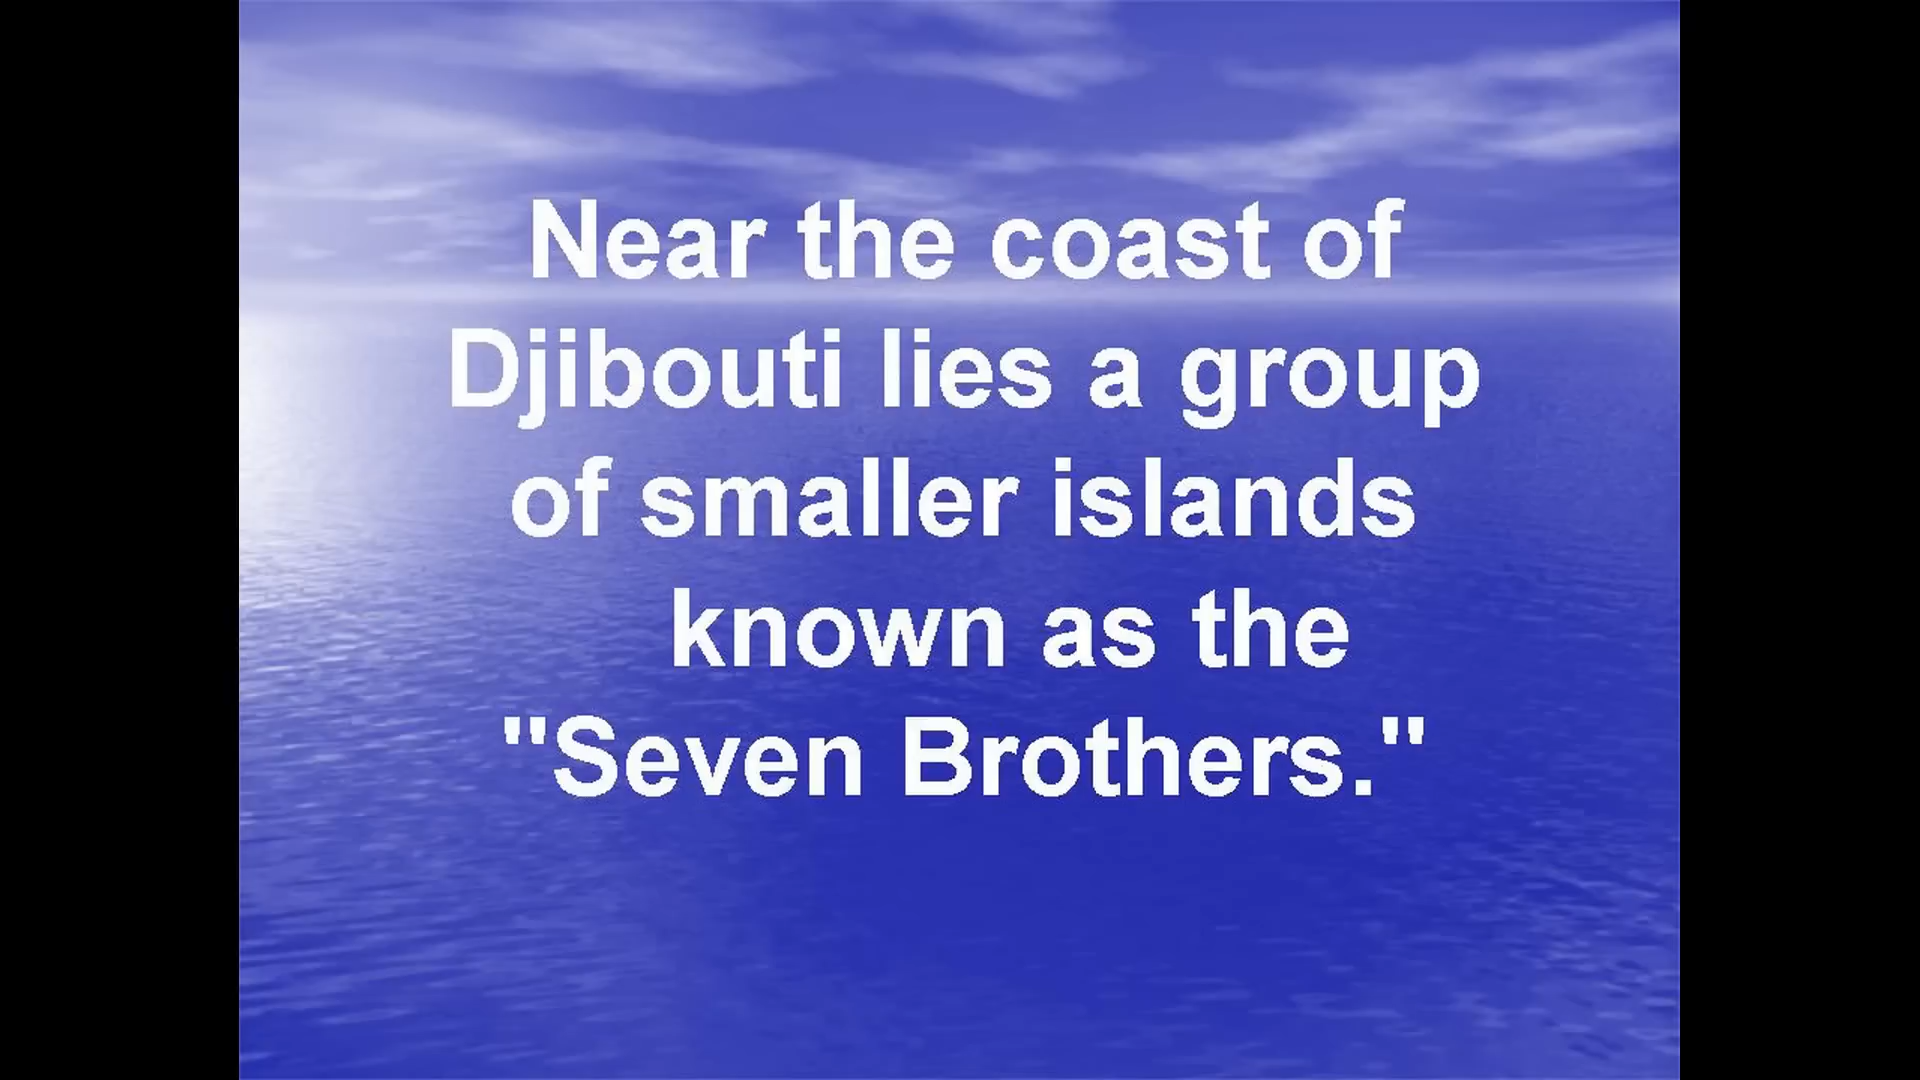 Near the coast of
Djibouti lies a group
of smaller islands
known as the
"Seven Brothers."